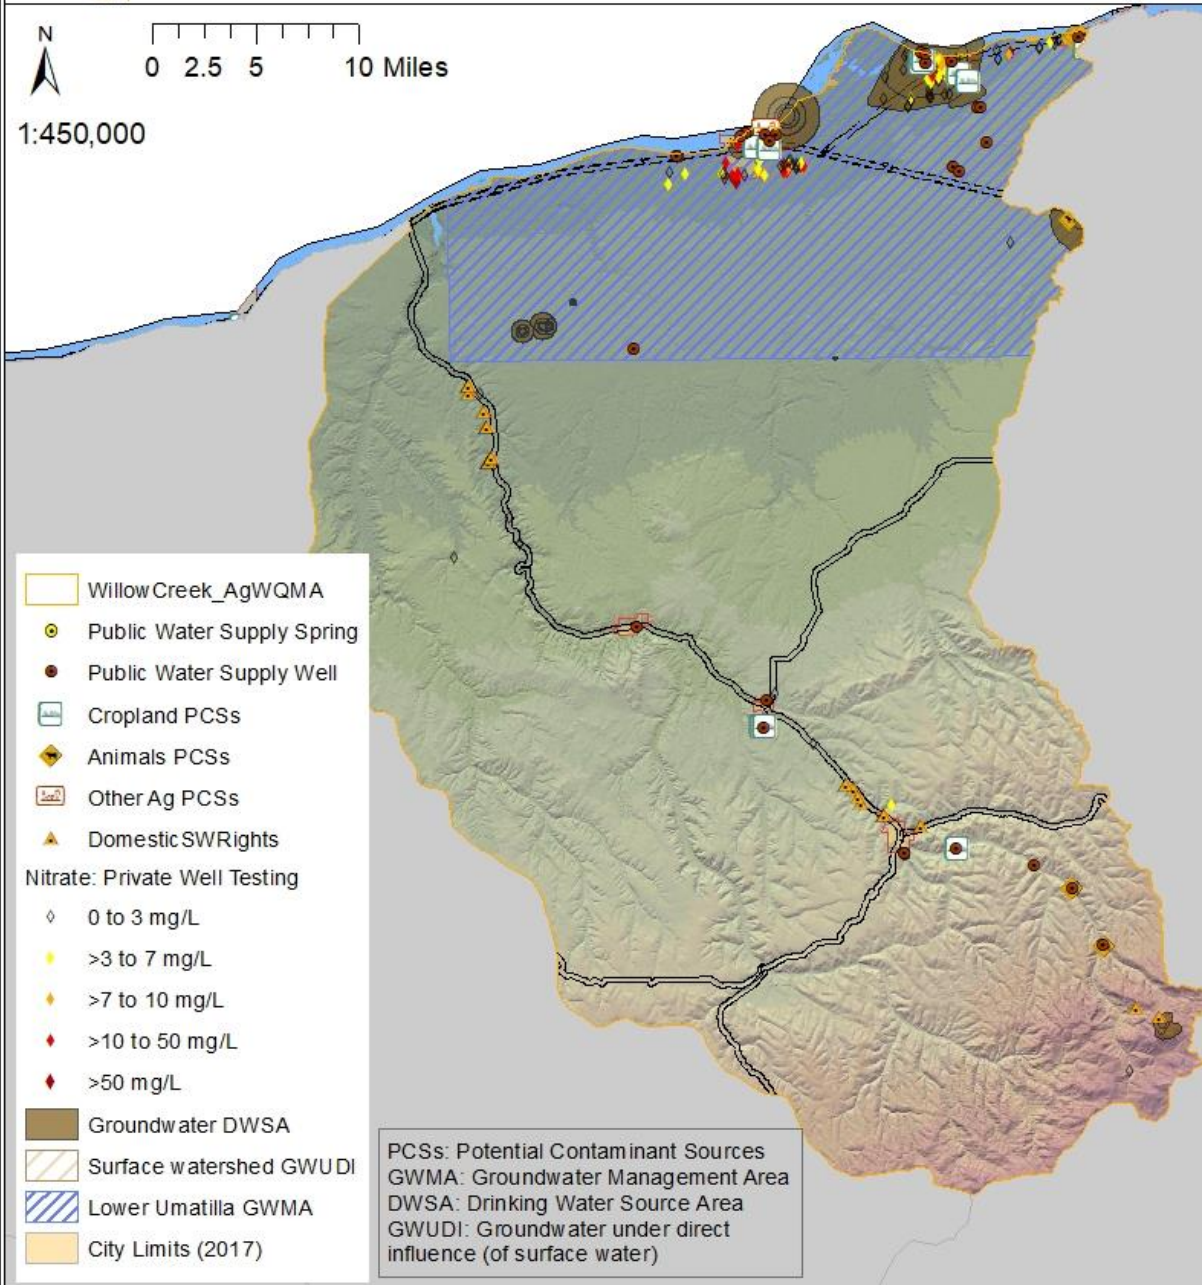 N
0 2.5 5 10 Miles
1:450,000
WillowCreek_AgWQMA
Public Water Supply Spring
Public Water Supply Well
Cropland PCSs
Animals PCSs
Other Ag PCSs
DomesticSWRights
Nitrate: Private Well Testing
0 to 3 mg/L
>3 to 7 mg/L
>7 to 10 mg/L
>10 to 50 mg/L
>50 mg/L
Groundwater DWSA
Surface watershed GWUDI
Lower Umatilla GWMA
City Limits (2017)
PCSs: Potential Contaminant Sources
GWMA: Groundwater Management Area
DWSA: Drinking Water Source Area
GWUDI: Groundwater under direct
influence (of surface water)